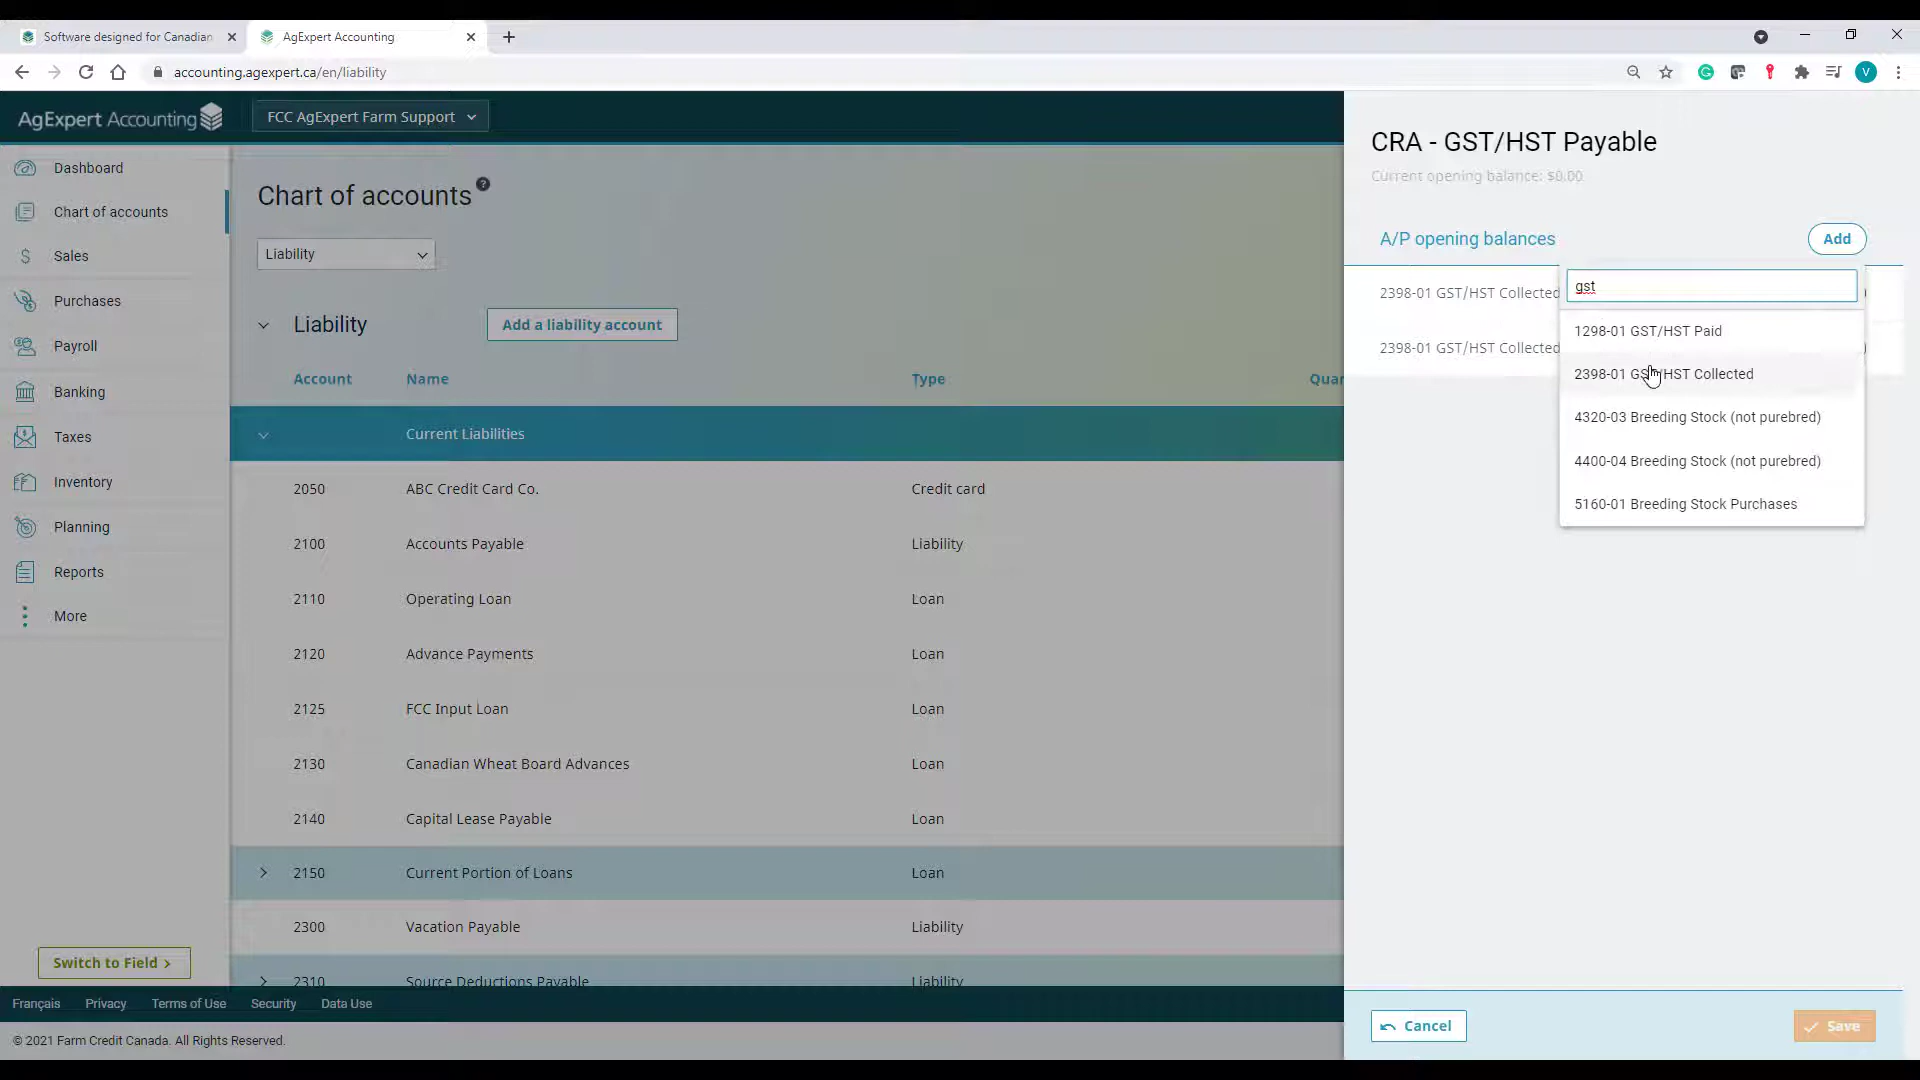 Software designed for Canadian
AgExpert Accounting
accounting.agexpert.ca/en/liability
V
AgExpert Accounting
FCC AgExpert Farm Support
Dashboard
Chart of accounts
Sales
Purchases
Payroll
Banking
Taxes
Inventory
Planning
Reports
More
Switch to Field >
Chart of accounts ?
Liability
Liability
Add a liability account
Account Name Type Quar
Current Liabilities
2050 ABC Credit Card Co. Credit card
2100 Accounts Payable Liability
2110 Operating Loan Loan
2120 Advance Payments Loan
2125 FCC Input Loan Loan
2130 Canadian Wheat Board Advances Loan
2140 Capital Lease Payable Loan
2150 Current Portion of Loans Loan
2300 Vacation Payable Liability
2310 Source Deductions Payable Liability
CRA - GST/HST Payable
Current opening balance: $0.00
A/P opening balances
Add
2398-01 GST/HST Collected
2398-01 GST/HST Collected
gst
1298-01 GST/HST Paid
2398-01 GST/HST Collected
4320-03 Breeding Stock (not purebred)
4400-04 Breeding Stock (not purebred)
5160-01 Breeding Stock Purchases
Cancel
Save
Français Privacy Terms of Use Security Data Use
© 2021 Farm Credit Canada. All Rights Reserved.